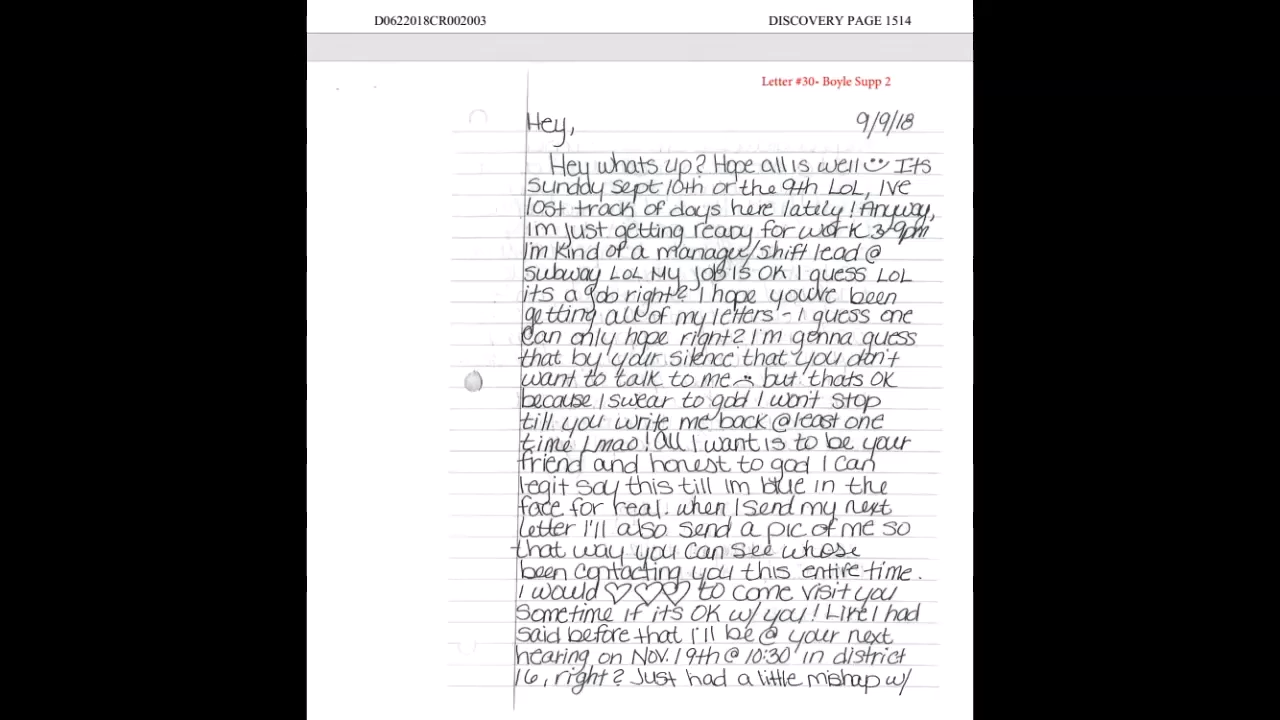 D0622018CR002003 DISCOVERY PAGE 1514
Letter #30- Boyle Supp 2
Hey, 9/9/18
Hey whats up? Hope all is well Its
Sunday Sept 10th or the 9th LOL, Ive
lost track of days here lately! Anyway,
Im just getting ready for work 3-9pm
I'm Kind of a manager/shift lead @
subway LOL My job is OK I guess LOL
its a job right? I hope youve been
getting all of my letters - I guess one
can only hope right? I'm gonna guess
that by your silence that you don't
want to talk to me but thats OK
because I swear to god I won't stop
till you write me back @least one
time Lmao! All I want is to be your
friend and honest to god I can
legit say this till Im blue in the
face for real. when I send my next
letter I'll also send a pic of me so
that way you can see whose
been contacting you this entire time.
I would ♡♡♡ to come visit you
Sometime if its OK w/ you! Like I had
said before that I'll be @ your next
hearing on Nov. 19th @ 10:30 in district
16, right? Just had a little mishap w/